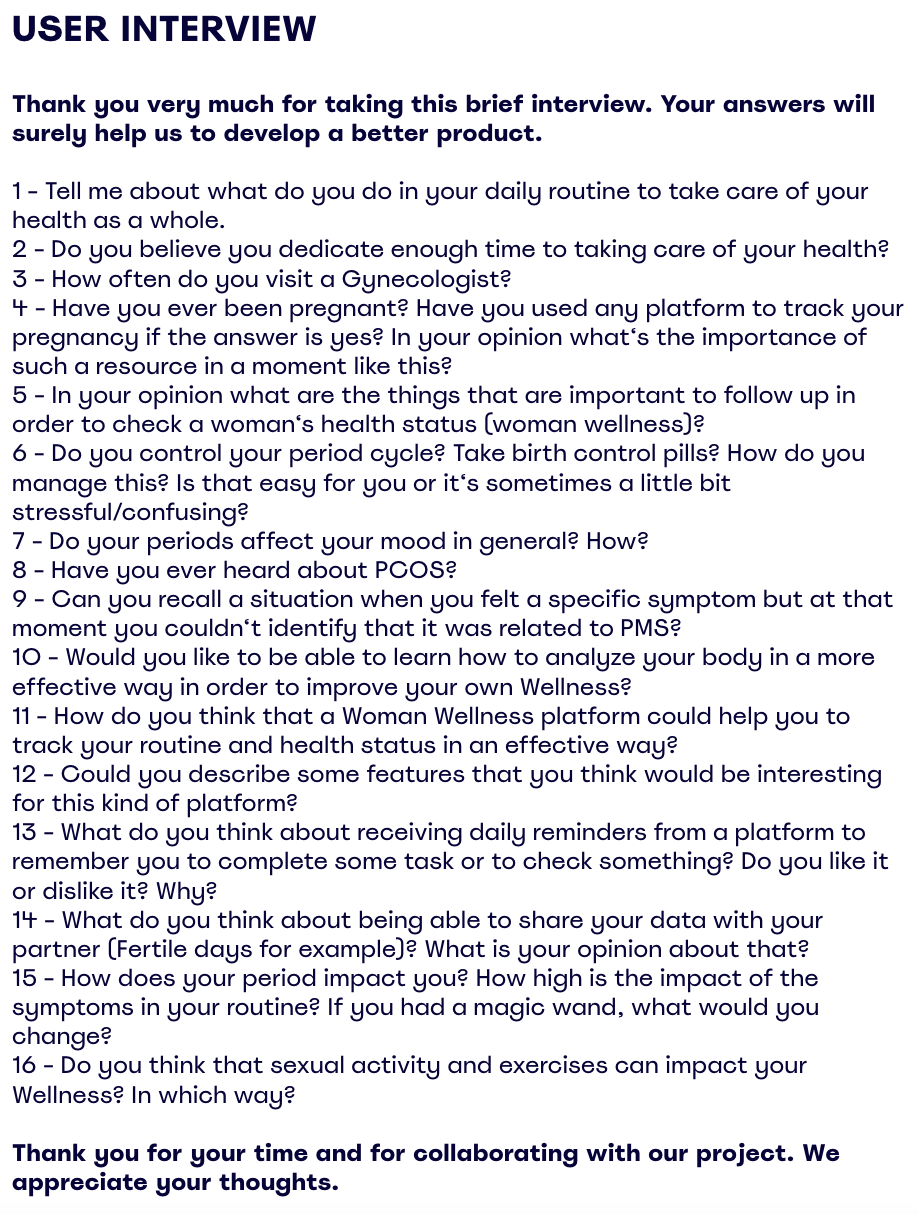 USER INTERVIEW
Thank you very much for taking this brief interview. Your answers will
surely help us to develop a better product.
1 - Tell me about what do you do in your daily routine to take care of your
health as a whole.
2 - Do you believe you dedicate enough time to taking care of your health?
3 - How often do you visit a Gynecologist?
4 - Have you ever been pregnant? Have you used any platform to track your
pregnancy if the answer is yes? In your opinion what‘s the importance of
such a resource in a moment like this?
5 - In your opinion what are the things that are important to follow up in
order to check a woman‘s health status (woman wellness)?
6 - Do you control your period cycle? Take birth control pills? How do you
manage this? Is that easy for you or it‘s sometimes a little bit
stressful/confusing?
7 - Do your periods affect your mood in general? How?
8 - Have you ever heard about PCOS?
9 - Can you recall a situation when you felt a specific symptom but at that
moment you couldn‘t identify that it was related to PMS?
10 - Would you like to be able to learn how to analyze your body in a more
effective way in order to improve your own Wellness?
11 - How do you think that a Woman Wellness platform could help you to
track your routine and health status in an effective way?
12 - Could you describe some features that you think would be interesting
for this kind of platform?
13 - What do you think about receiving daily reminders from a platform to
remember you to complete some task or to check something? Do you like it
or dislike it? Why?
14 - What do you think about being able to share your data with your
partner (Fertile days for example)? What is your opinion about that?
15 - How does your period impact you? How high is the impact of the
symptoms in your routine? If you had a magic wand, what would you
change?
16 - Do you think that sexual activity and exercises can impact your
Wellness? In which way?
Thank you for your time and for collaborating with our project. We
appreciate your thoughts.